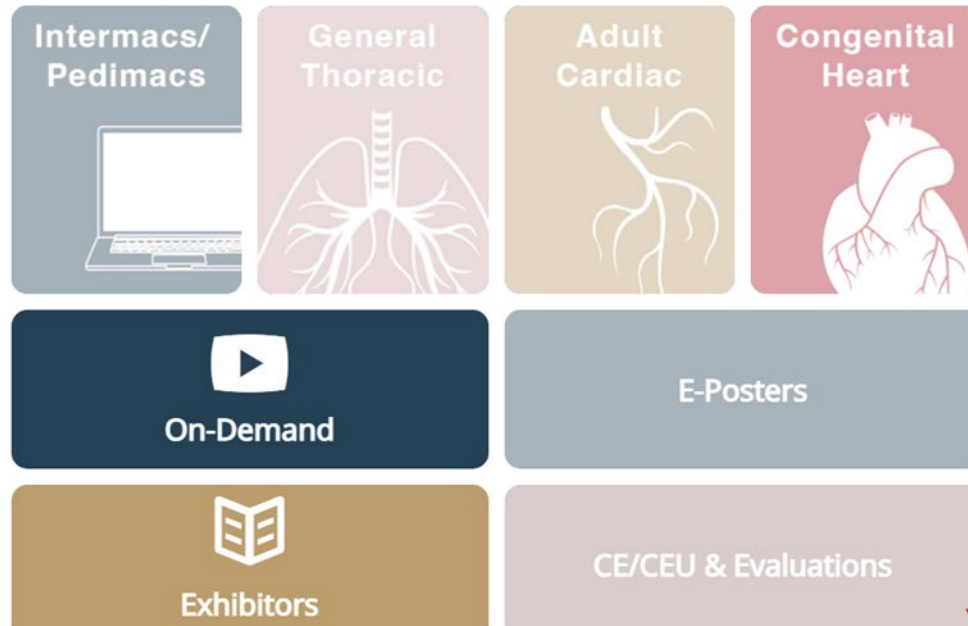 Intermacs/
Pedimacs
General
Thoracic
Adult
Cardiac
Congenital
Heart
On-Demand
E-Posters
Exhibitors
CE/CEU & Evaluations